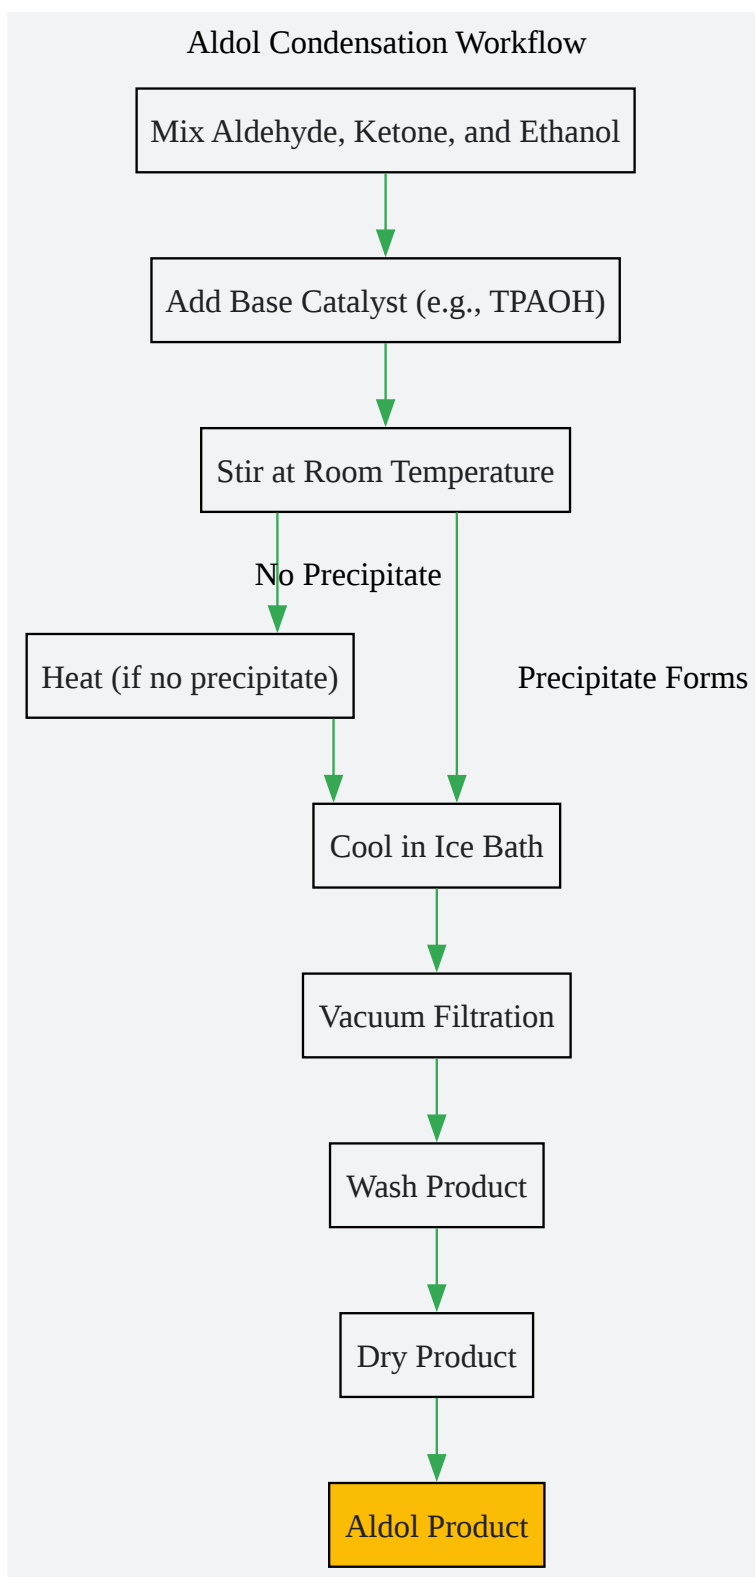 Aldol Condensation Workflow
Mix Aldehyde, Ketone, and Ethanol
Add Base Catalyst (e.g., TPAOH)
Stir at Room Temperature
No Precipitate
Heat (if no precipitate)
Precipitate Forms
Cool in Ice Bath
Vacuum Filtration
Wash Product
Dry Product
Aldol Product